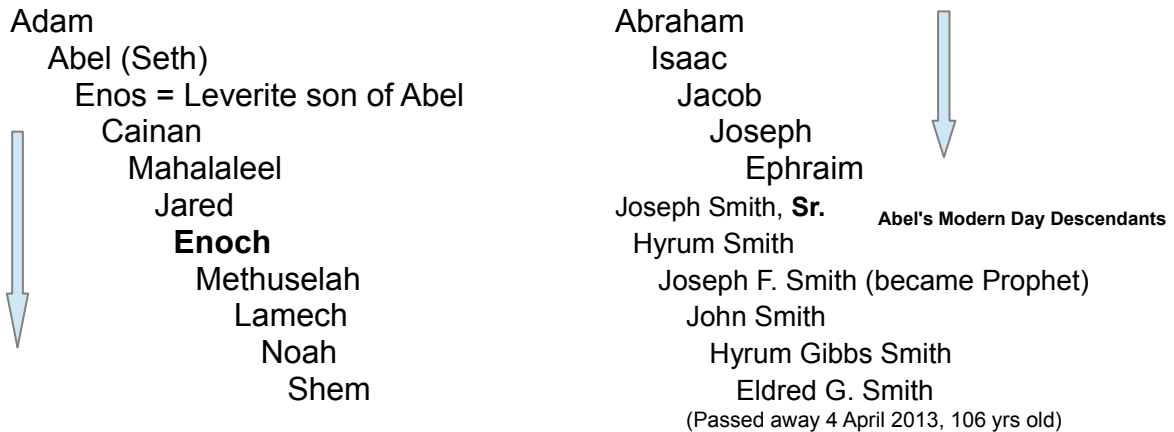 Adam
Abel (Seth)
Enos = Leverite son of Abel
Cainan
Mahalaleel
Jared
Enoch
Methuselah
Lamech
Noah
Shem
Abraham
Isaac
Jacob
Joseph
Ephraim
Joseph Smith, Sr.
Abel's Modern Day Descendants
Hyrum Smith
Joseph F. Smith (became Prophet)
John Smith
Hyrum Gibbs Smith
Eldred G. Smith
(Passed away 4 April 2013, 106 yrs old)